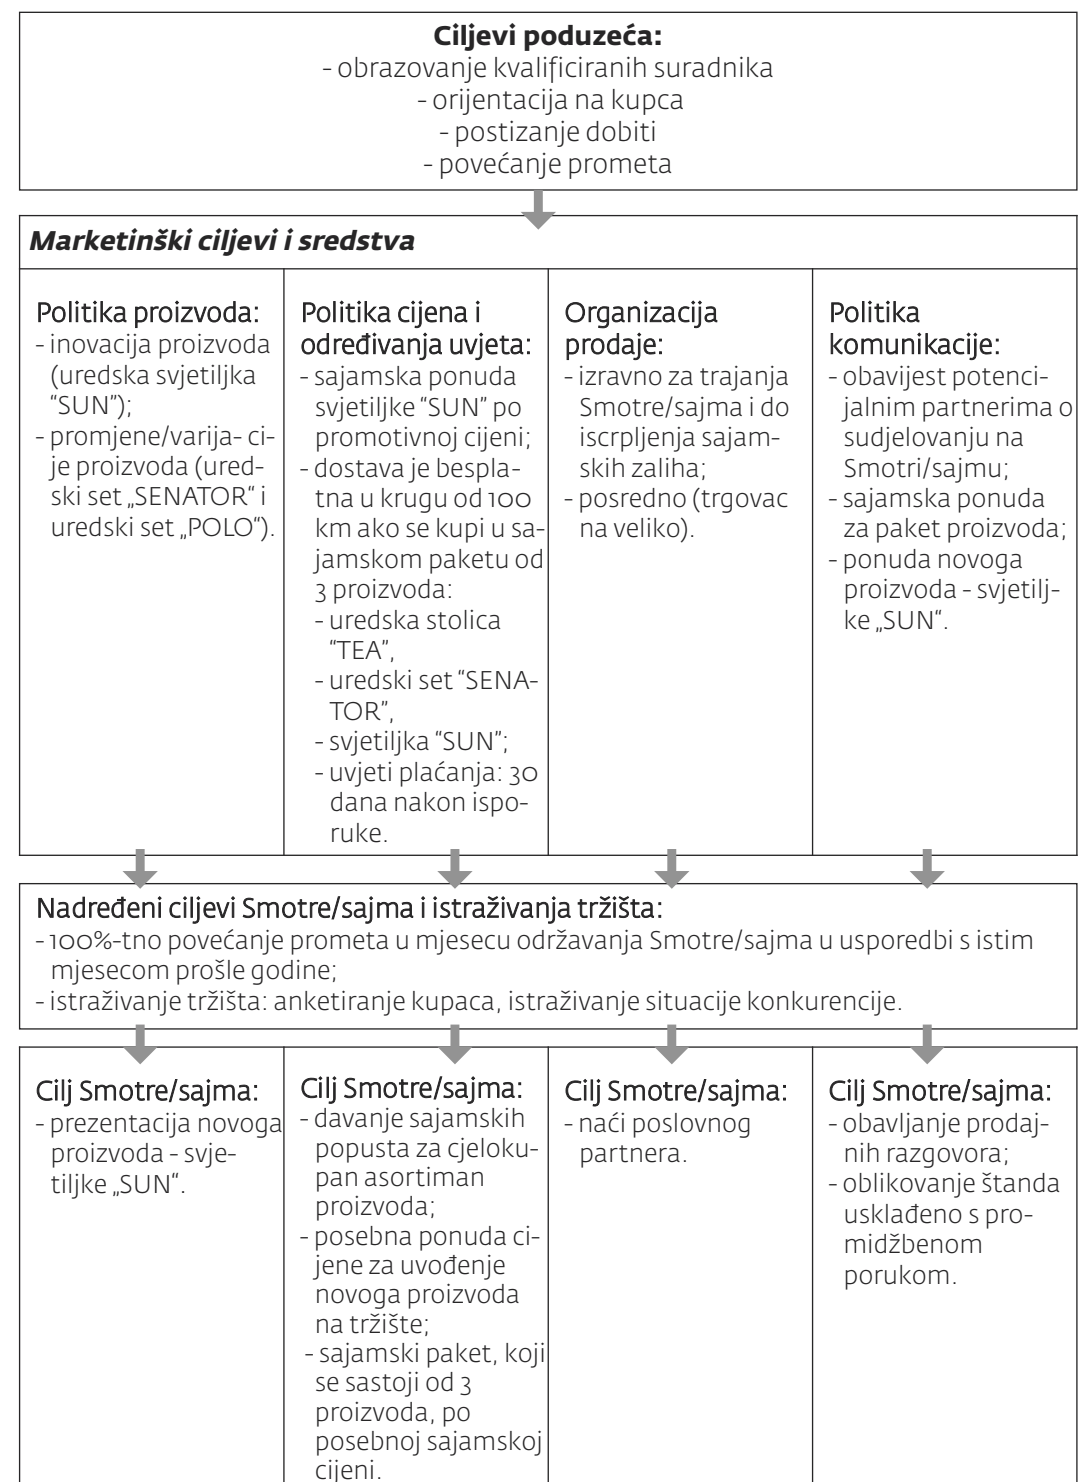 Ciljevi poduzeća:
- obrazovanje kvalificiranih suradnika
- orijentacija na kupca
- postizanje dobiti
- povećanje prometa
Marketinški ciljevi i sredstva
Politika proizvoda:
- inovacija proizvoda
(uredska svjetiljka
“SUN”);
- promjene/varija- ci-
je proizvoda (ured-
ski set „SENATOR“ i
uredski set „POLO“).
Politika cijena i
određivanja uvjeta:
- sajamska ponuda
svjetiljke “SUN” po
promotivnoj cijeni;
- dostava je bespla-
tna u krugu od 100
km ako se kupi u sa-
jamskom paketu od
3 proizvoda:
- uredska stolica
“TEA”,
- uredski set “SENA-
TOR”,
- svjetiljka “SUN”;
- uvjeti plaćanja: 30
dana nakon ispo-
ruke.
Organizacija
prodaje:
- izravno za trajanja
Smotre/sajma i do
iscrpljenja sajam-
skih zaliha;
- posredno (trgovac
na veliko).
Politika
komunikacije:
- obavijest potenci-
jalnim partnerima o
sudjelovanju na
Smotri/sajmu;
- sajamska ponuda
za paket proizvoda;
- ponuda novoga
proizvoda - svjetilj-
ke „SUN“.
Nadređeni ciljevi Smotre/sajma i istraživanja tržišta:
- 100%-tno povećanje prometa u mjesecu održavanja Smotre/sajma u usporedbi s istim
mjesecom prošle godine;
- istraživanje tržišta: anketiranje kupaca, istraživanje situacije konkurencije.
Cilj Smotre/sajma:
- prezentacija novoga
proizvoda - svje-
tiljke „SUN“.
Cilj Smotre/sajma:
- davanje sajamskih
popusta za cjeloku-
pan asortiman
proizvoda;
- posebna ponuda ci-
jene za uvođenje
novoga proizvoda
na tržište;
- sajamski paket, koji
se sastoji od 3
proizvoda, po
posebnoj sajamskoj
cijeni.
Cilj Smotre/sajma:
- naći poslovnog
partnera.
Cilj Smotre/sajma:
- obavljanje prodaj-
nih razgovora;
- oblikovanje štanda
usklađeno s pro-
midžbenom
porukom.